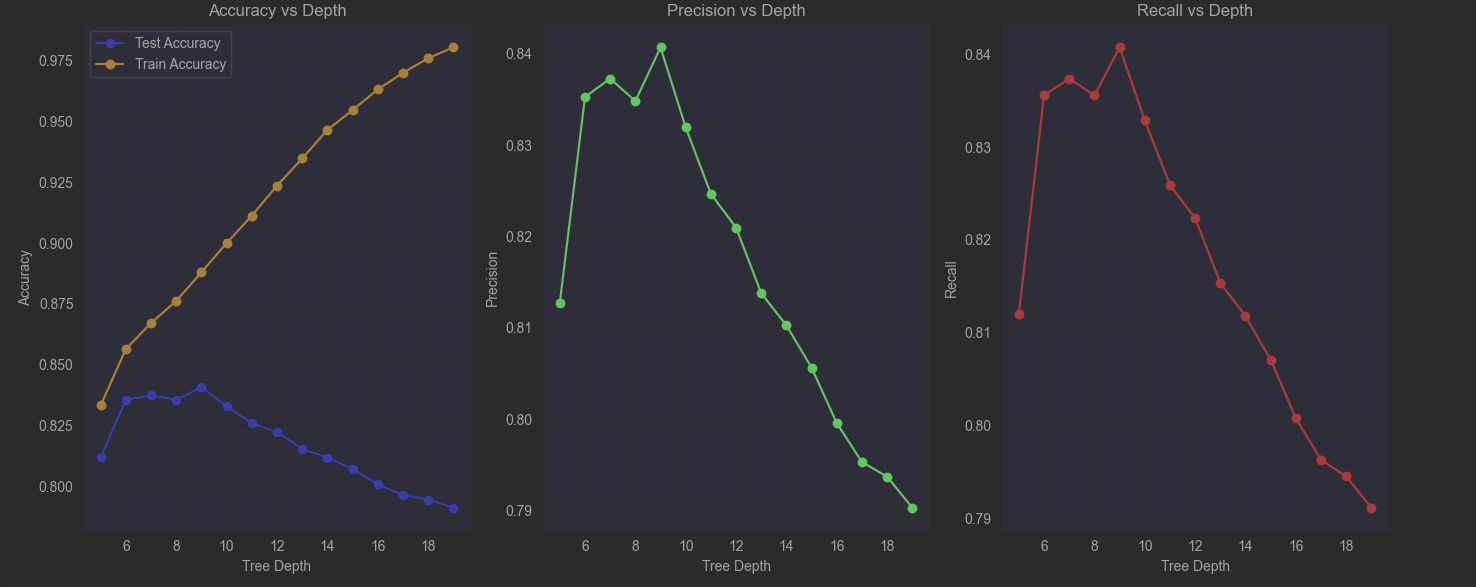 Accuracy vs Depth
Test Accuracy
Train Accuracy
0.975
0.950
0.925
0.900
0.875
0.850
0.825
0.800
Accuracy
6 8 10 12 14 16 18
Tree Depth
Precision vs Depth
0.84
0.83
0.82
0.81
0.80
0.79
Precision
6 8 10 12 14 16 18
Tree Depth
Recall vs Depth
0.84
0.83
0.82
0.81
0.80
0.79
Recall
6 8 10 12 14 16 18
Tree Depth